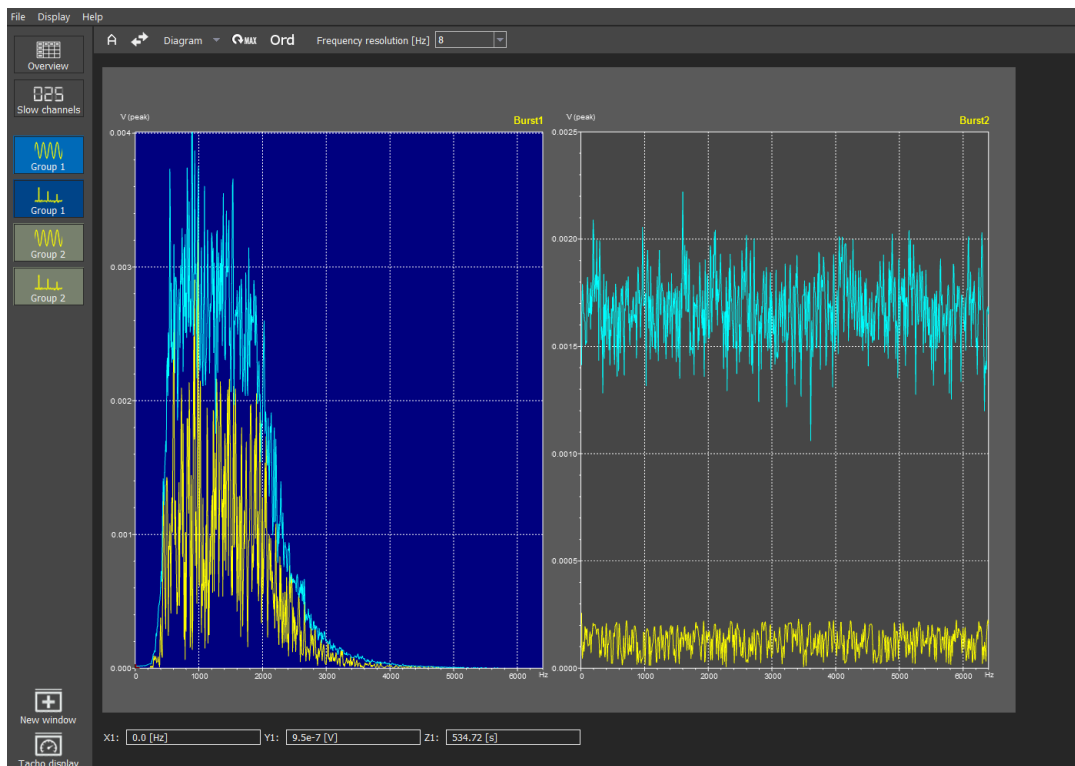 File Display Help
A Diagram MAX Ord Frequency resolution [Hz] 8
Overview
025
Slow channels
Group 1
Group 1
Group 2
Group 2
New window
Tacho display
V (peak)
Burst1
0.004
0.003
0.002
0.001
0.000
0 1000 2000 3000 4000 5000 6000 Hz
V (peak)
Burst2
0.0025
0.0020
0.0015
0.0010
0.0005
0.0000
0 1000 2000 3000 4000 5000 6000 Hz
X1: 0.0 [Hz] Y1: 9.5e-7 [V] Z1: 534.72 [s]